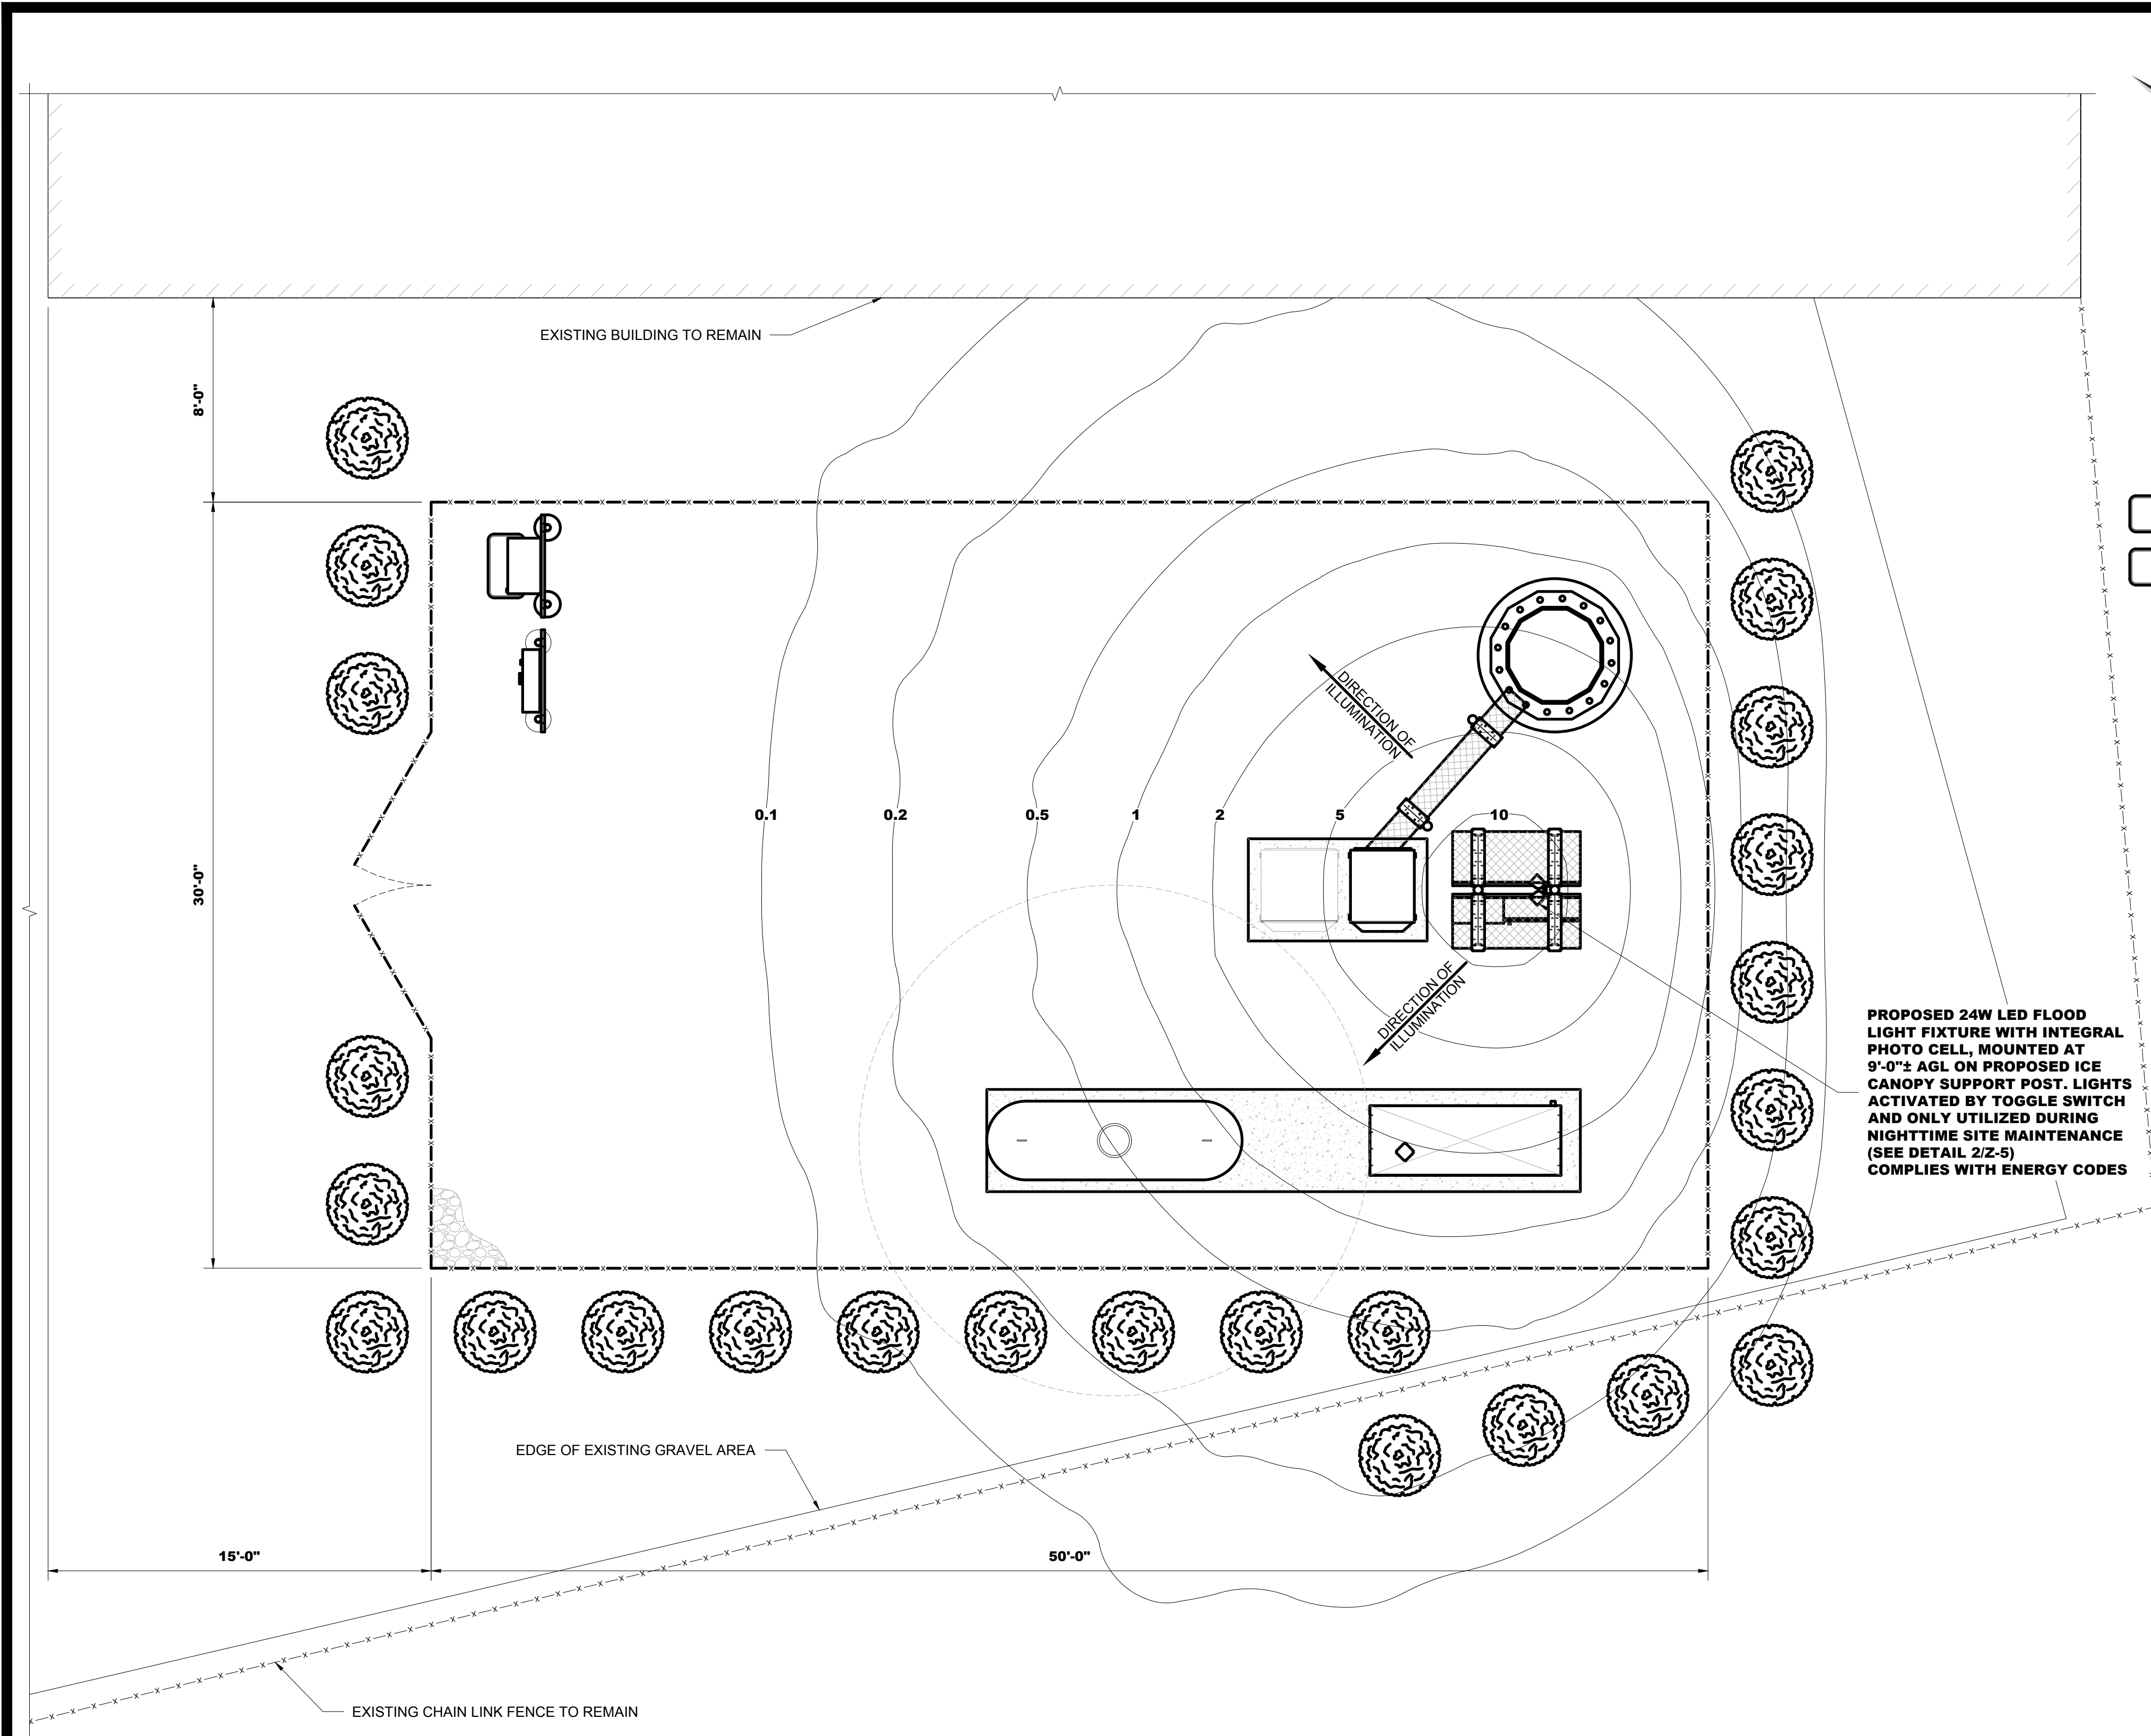 EXISTING BUILDING TO REMAIN
8'-0"
30'-0"
DIRECTION OF
ILLUMINATION
0.1
0.2
0.5
1
2
5
10
DIRECTION OF
ILLUMINATION
PROPOSED 24W LED FLOOD
LIGHT FIXTURE WITH INTEGRAL
PHOTO CELL, MOUNTED AT
9'-0"± AGL ON PROPOSED ICE
CANOPY SUPPORT POST. LIGHTS
ACTIVATED BY TOGGLE SWITCH
AND ONLY UTILIZED DURING
NIGHTTIME SITE MAINTENANCE
(SEE DETAIL 2/Z-5)
COMPLIES WITH ENERGY CODES
EDGE OF EXISTING GRAVEL AREA
15'-0"
50'-0"
EXISTING CHAIN LINK FENCE TO REMAIN